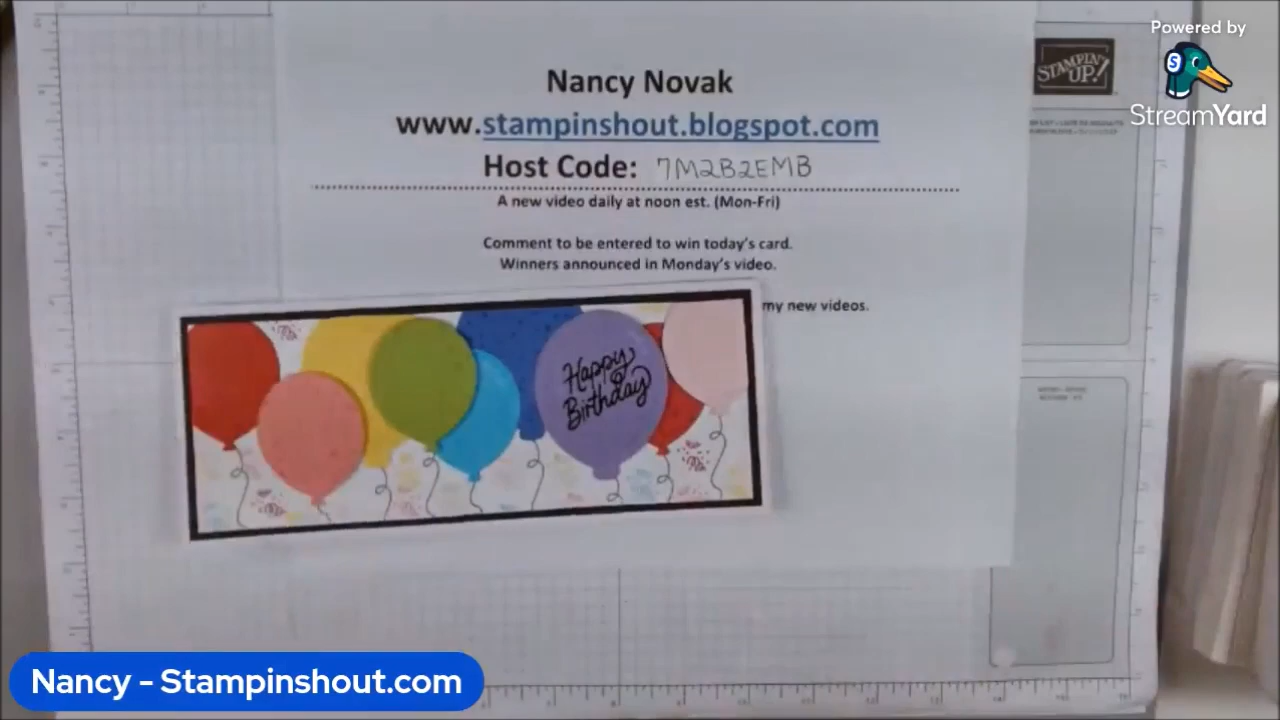 Powered by
StreamYard
STAMPIN' UP!
Nancy Novak
www.stampinshout.blogspot.com
Host Code: 7M2B2EMB
A new video daily at noon est. (Mon-Fri)
Comment to be entered to win today's card.
Winners announced in Monday's video.
my new videos.
Happy
Birthday
Nancy - Stampinshout.com